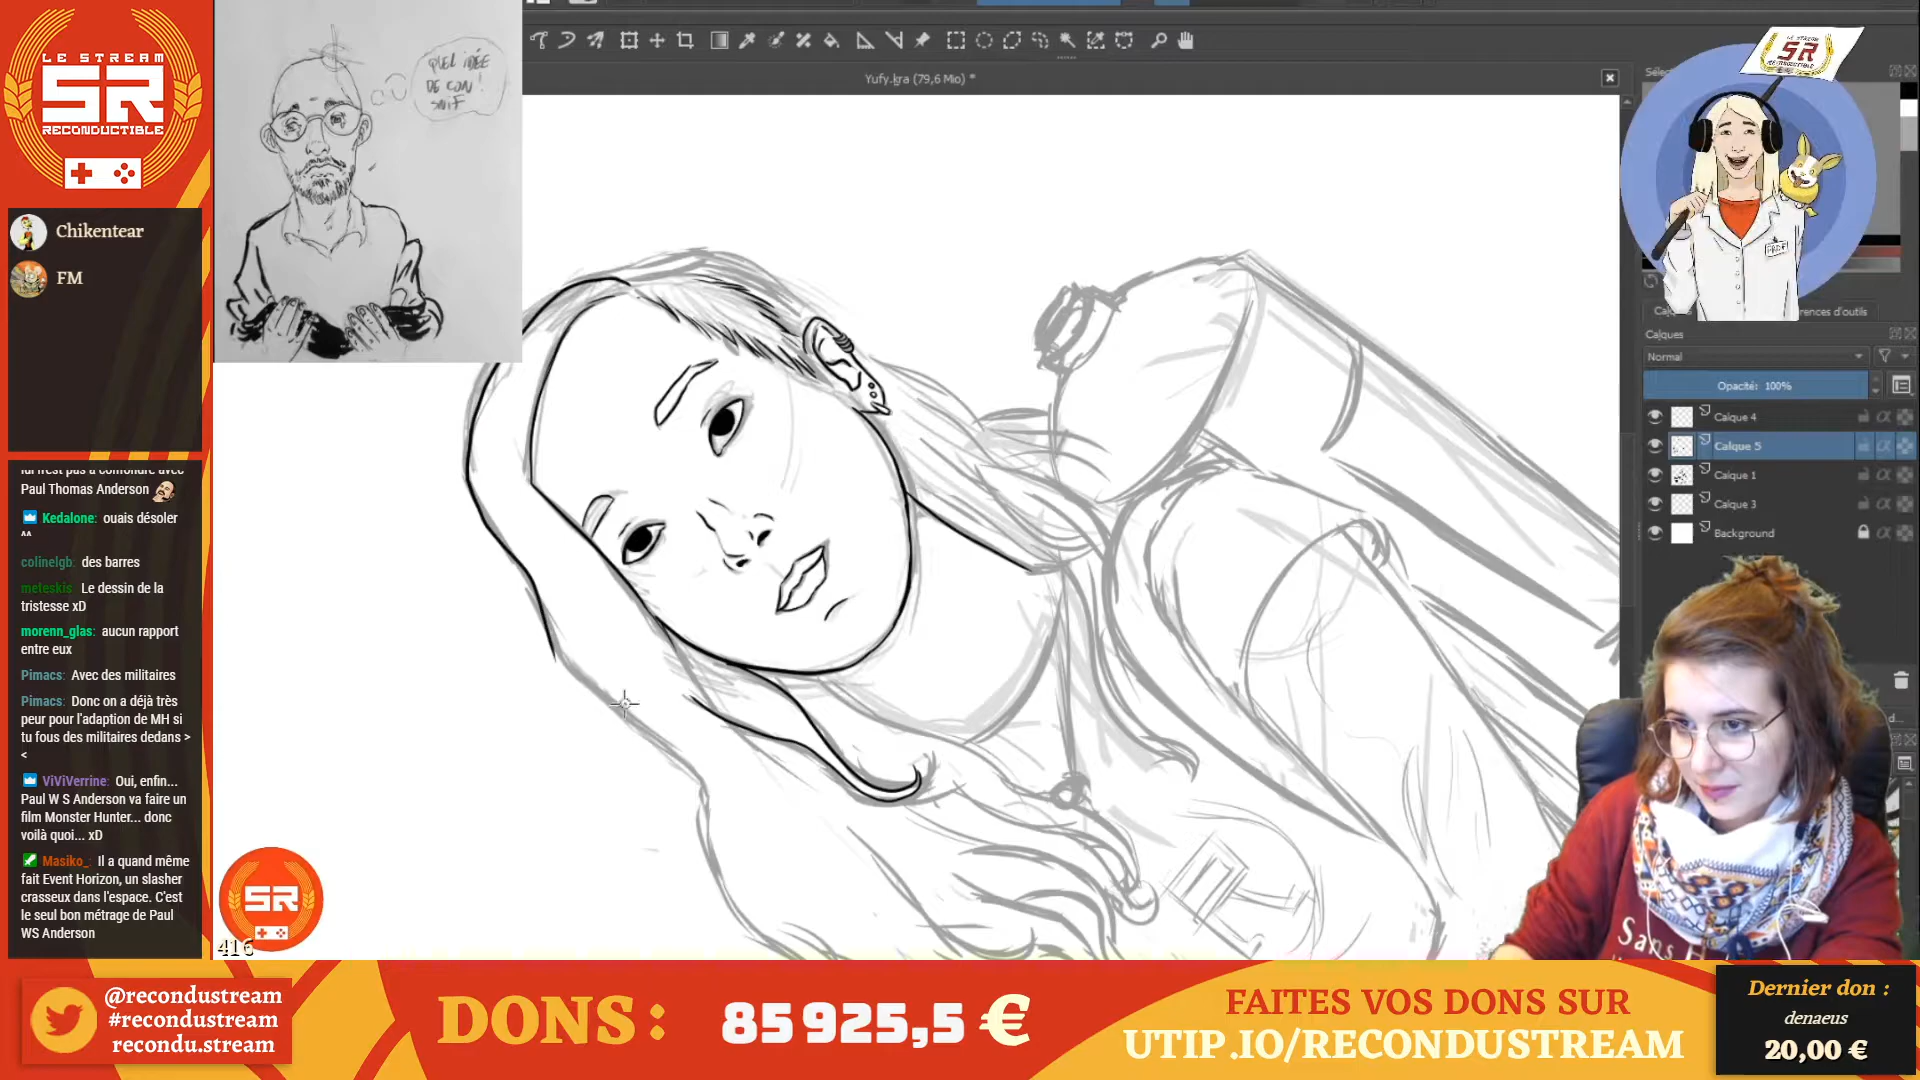 LE STREAM
SR
RECONDUCTIBLE
DE CON !
SNIF
Yufy.kra (79,6 Mio) *
Chikentear
FM
Paul Thomas Anderson
Kedalone: ouais désoler
^^
colinelgb: des barres
meteskis: Le dessin de la
tristesse xD
morenn_glas: aucun rapport
entre eux
Pimacs: Avec des militaires
Pimacs: Donc on a déjà très
peur pour l'adaption de MH si
tu fous des militaires dedans >
<
ViViVerrine: Oui, enfin...
Paul W S Anderson va faire un
film Monster Hunter... donc
voilà quoi... xD
Masiko_: Il a quand même
fait Event Horizon, un slasher
crasseux dans l'espace. C'est
le seul bon métrage de Paul
WS Anderson
SR
416
SR
Calques
Normal
Opacité: 100%
Calque 4
Calque 5
Calque 1
Calque 3
Background
Sans
@recondustream
#recondustream
recondu.stream
DONS :
85 925,5 €
FAITES VOS DONS SUR
UTIP.IO/RECONDUSTREAM
Dernier don :
denaeus
20,00 €